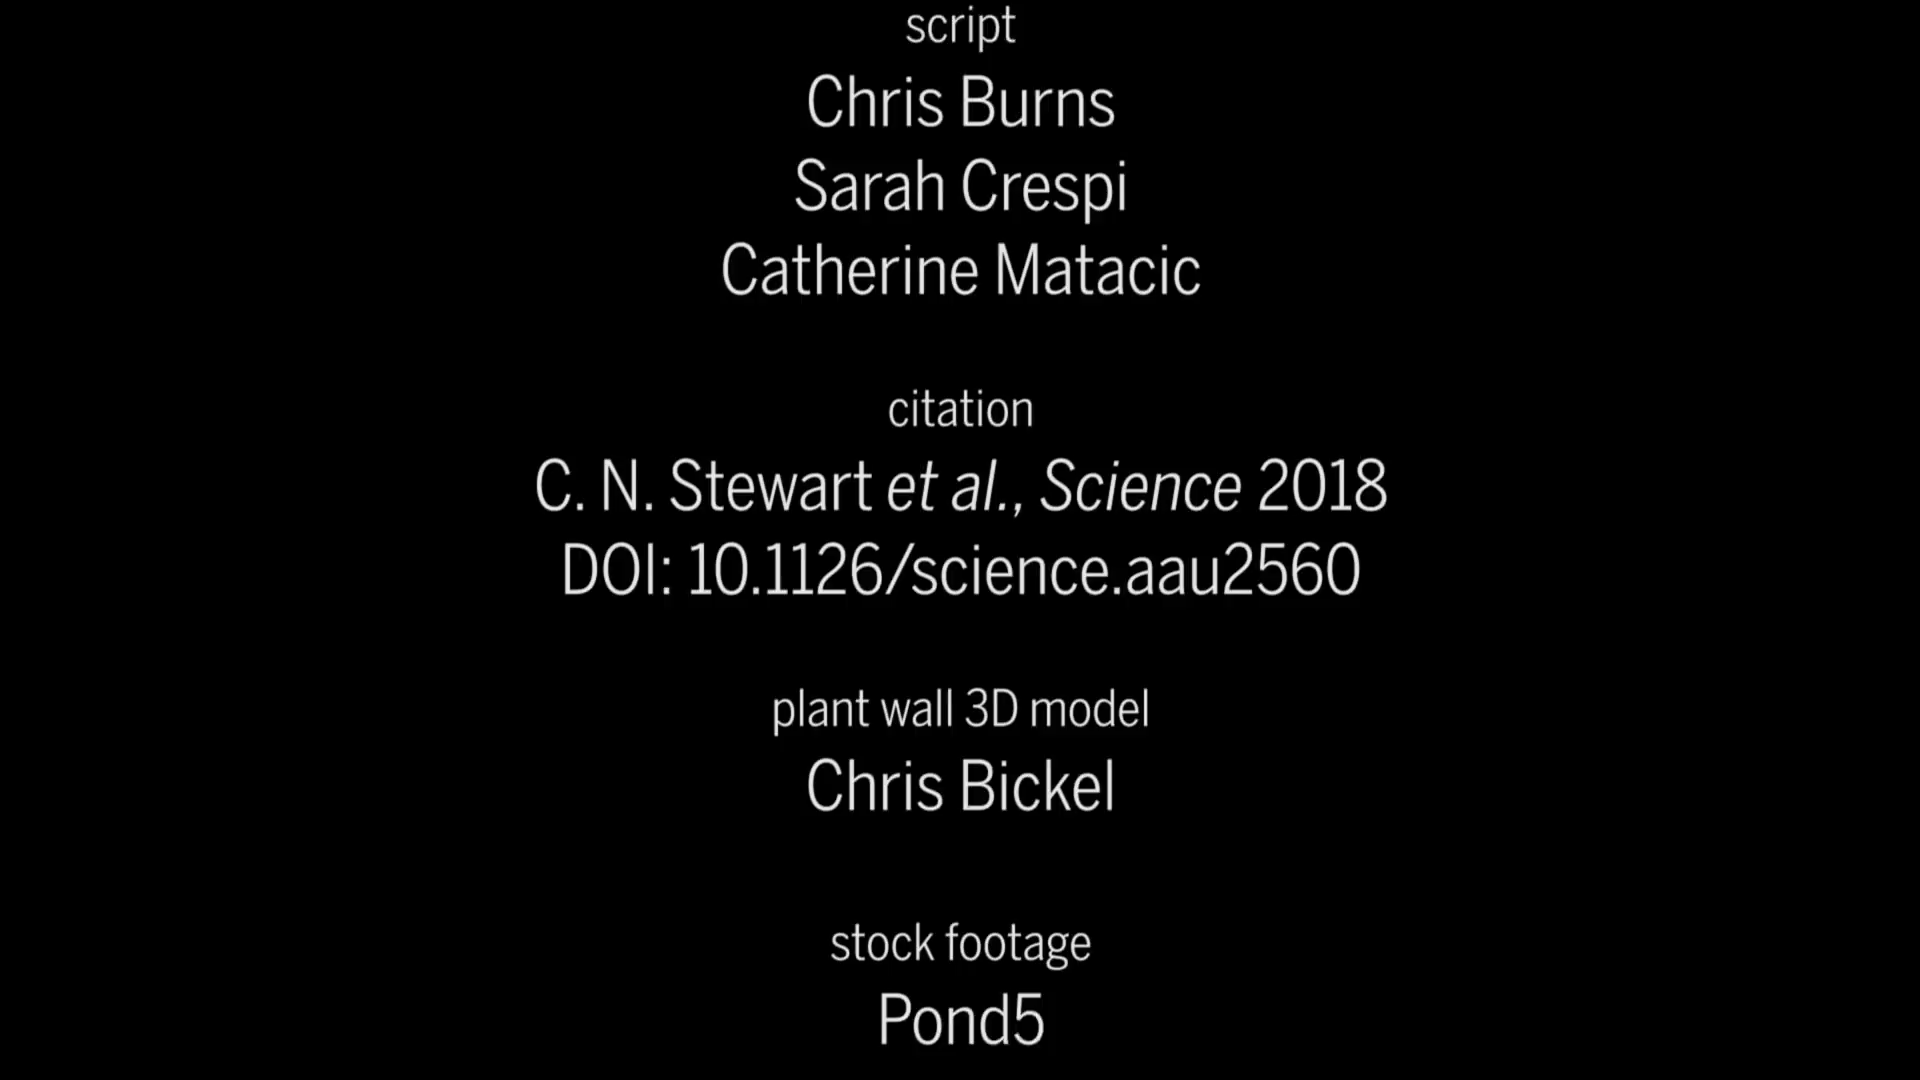 script
Chris Burns
Sarah Crespi
Catherine Matacic
citation
C. N. Stewart et al., Science 2018
DOI: 10.1126/science.aau2560
plant wall 3D model
Chris Bickel
stock footage
Pond5